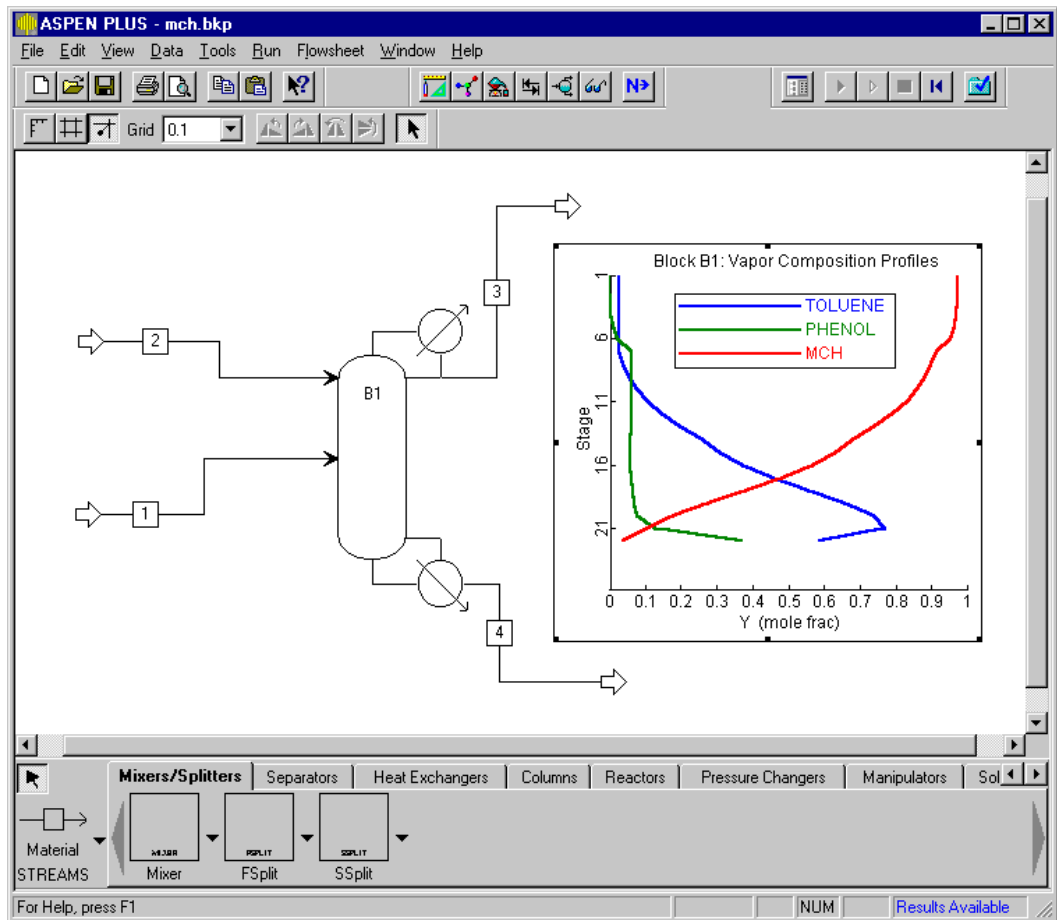 ASPEN PLUS - mch.bkp
File Edit View Data Tools Run Flowsheet Window Help
N
Grid 0.1
3
2
B1
1
4
Block B1: Vapor Composition Profiles
TOLUENE
PHENOL
MCH
Stage
1
6
11
16
21
0 0.1 0.2 0.3 0.4 0.5 0.6 0.7 0.8 0.9 1
Y (mole frac)
Mixers/Splitters Separators Heat Exchangers Columns Reactors Pressure Changers Manipulators Sol
Material
STREAMS
MIXER FSPLIT SSPLIT
Mixer FSplit SSplit
For Help, press F1 NUM Results Available